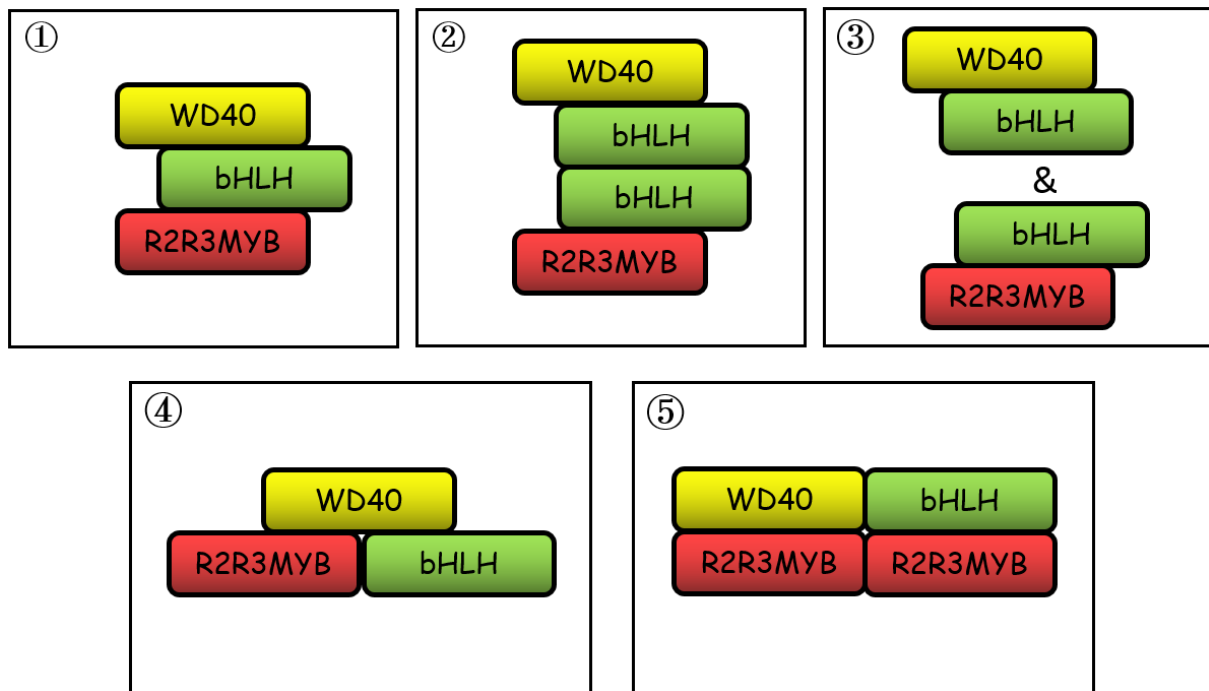 ①
WD40
bHLH
R2R3MYB
②
WD40
bHLH
bHLH
R2R3MYB
③
WD40
bHLH
&
bHLH
R2R3MYB
④
WD40
R2R3MYB bHLH
⑤
WD40 bHLH
R2R3MYB R2R3MYB